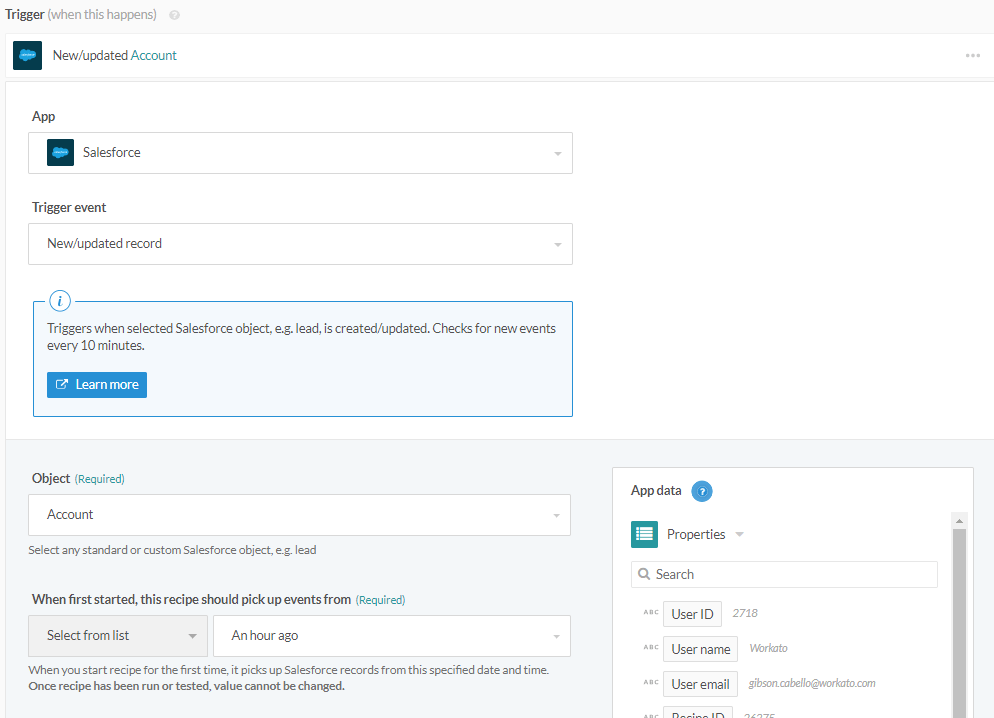 Trigger (when this happens) ?
New/updated Account
App
Salesforce
Trigger event
New/updated record
i
Triggers when selected Salesforce object, e.g. lead, is created/updated. Checks for new events
every 10 minutes.
Learn more
Object (Required)
Account
Select any standard or custom Salesforce object, e.g. lead
When first started, this recipe should pick up events from (Required)
Select from list
An hour ago
When you start recipe for the first time, it picks up Salesforce records from this specified date and time.
Once recipe has been run or tested, value cannot be changed.
App data ?
Properties
Search
ABC User ID 2718
ABC User name Workato
ABC User email gibson.cabello@workato.com
ABC Recipe ID 26275